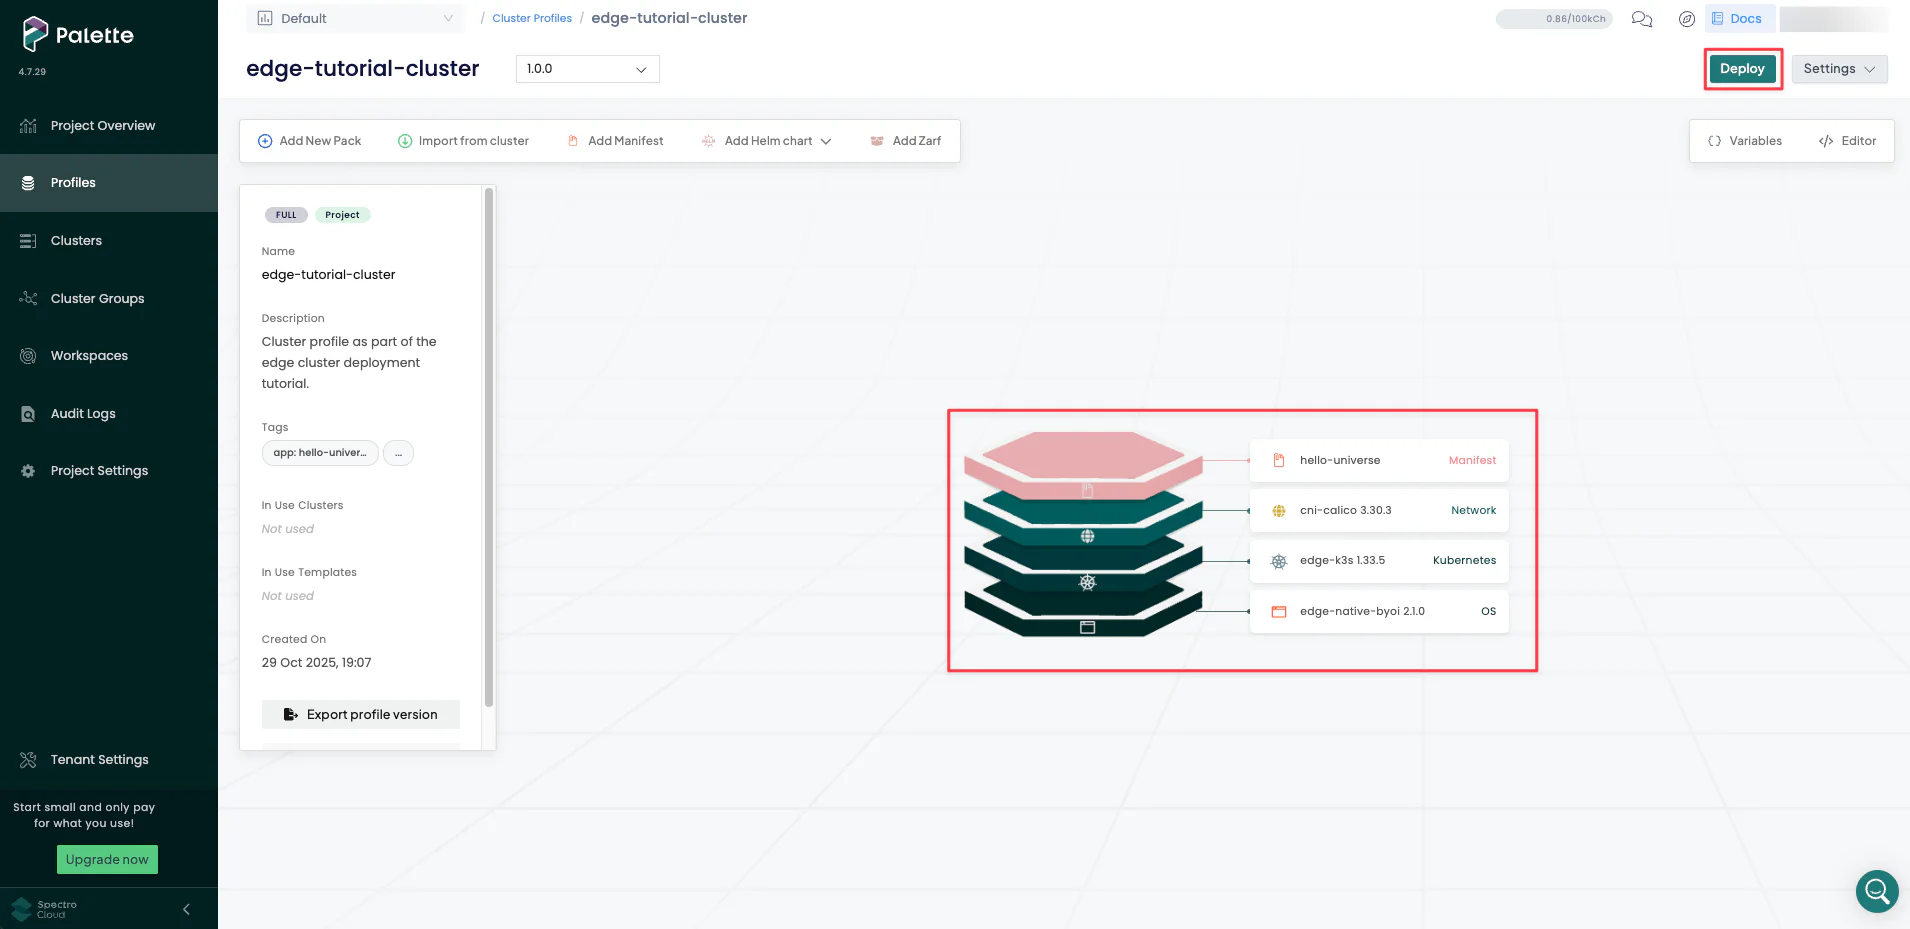 Palette
4.7.29
Project Overview
Profiles
Clusters
Cluster Groups
Workspaces
Audit Logs
Project Settings
Tenant Settings
Start small and only pay
for what you use!
Upgrade now
Spectro
Cloud
Default
/ Cluster Profiles / edge-tutorial-cluster
0.86/100kCh
Docs
edge-tutorial-cluster
1.0.0
Deploy
Settings
Add New Pack
Import from cluster
Add Manifest
Add Helm chart
Add Zarf
Variables
Editor
FULL
Project
Name
edge-tutorial-cluster
Description
Cluster profile as part of the
edge cluster deployment
tutorial.
Tags
app: hello-univer...
...
In Use Clusters
Not used
In Use Templates
Not used
Created On
29 Oct 2025, 19:07
Export profile version
hello-universe Manifest
cni-calico 3.30.3 Network
edge-k3s 1.33.5 Kubernetes
edge-native-byoi 2.1.0 OS